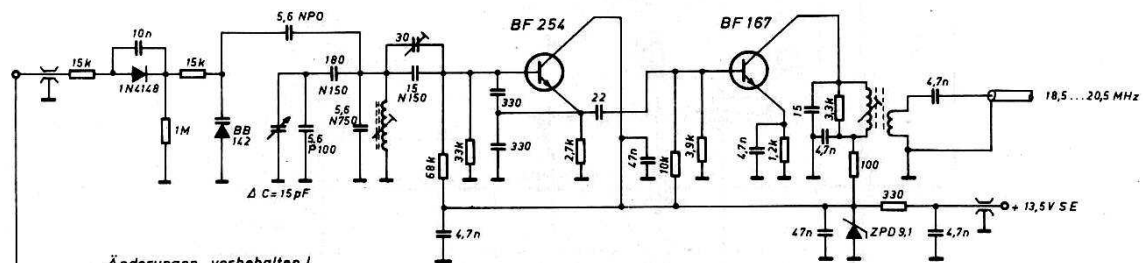 BF 254
BF 167
5,6 NPO
10n
15k
1N4148
15k
1M
BB
142
180
N150
30
15
N150
5,6
P100
5,6
N750
Δ C = 15pF
68k
33k
330
330
2,7k
22
47n
10k
3,9k
4,7n
1,2k
15
3,3k
4,7n
100
4,7n
18,5...20,5 MHz
330
+ 13,5V SE
4,7n
47n
ZPD 9,1
4,7n
Änderungen vorbehalten !